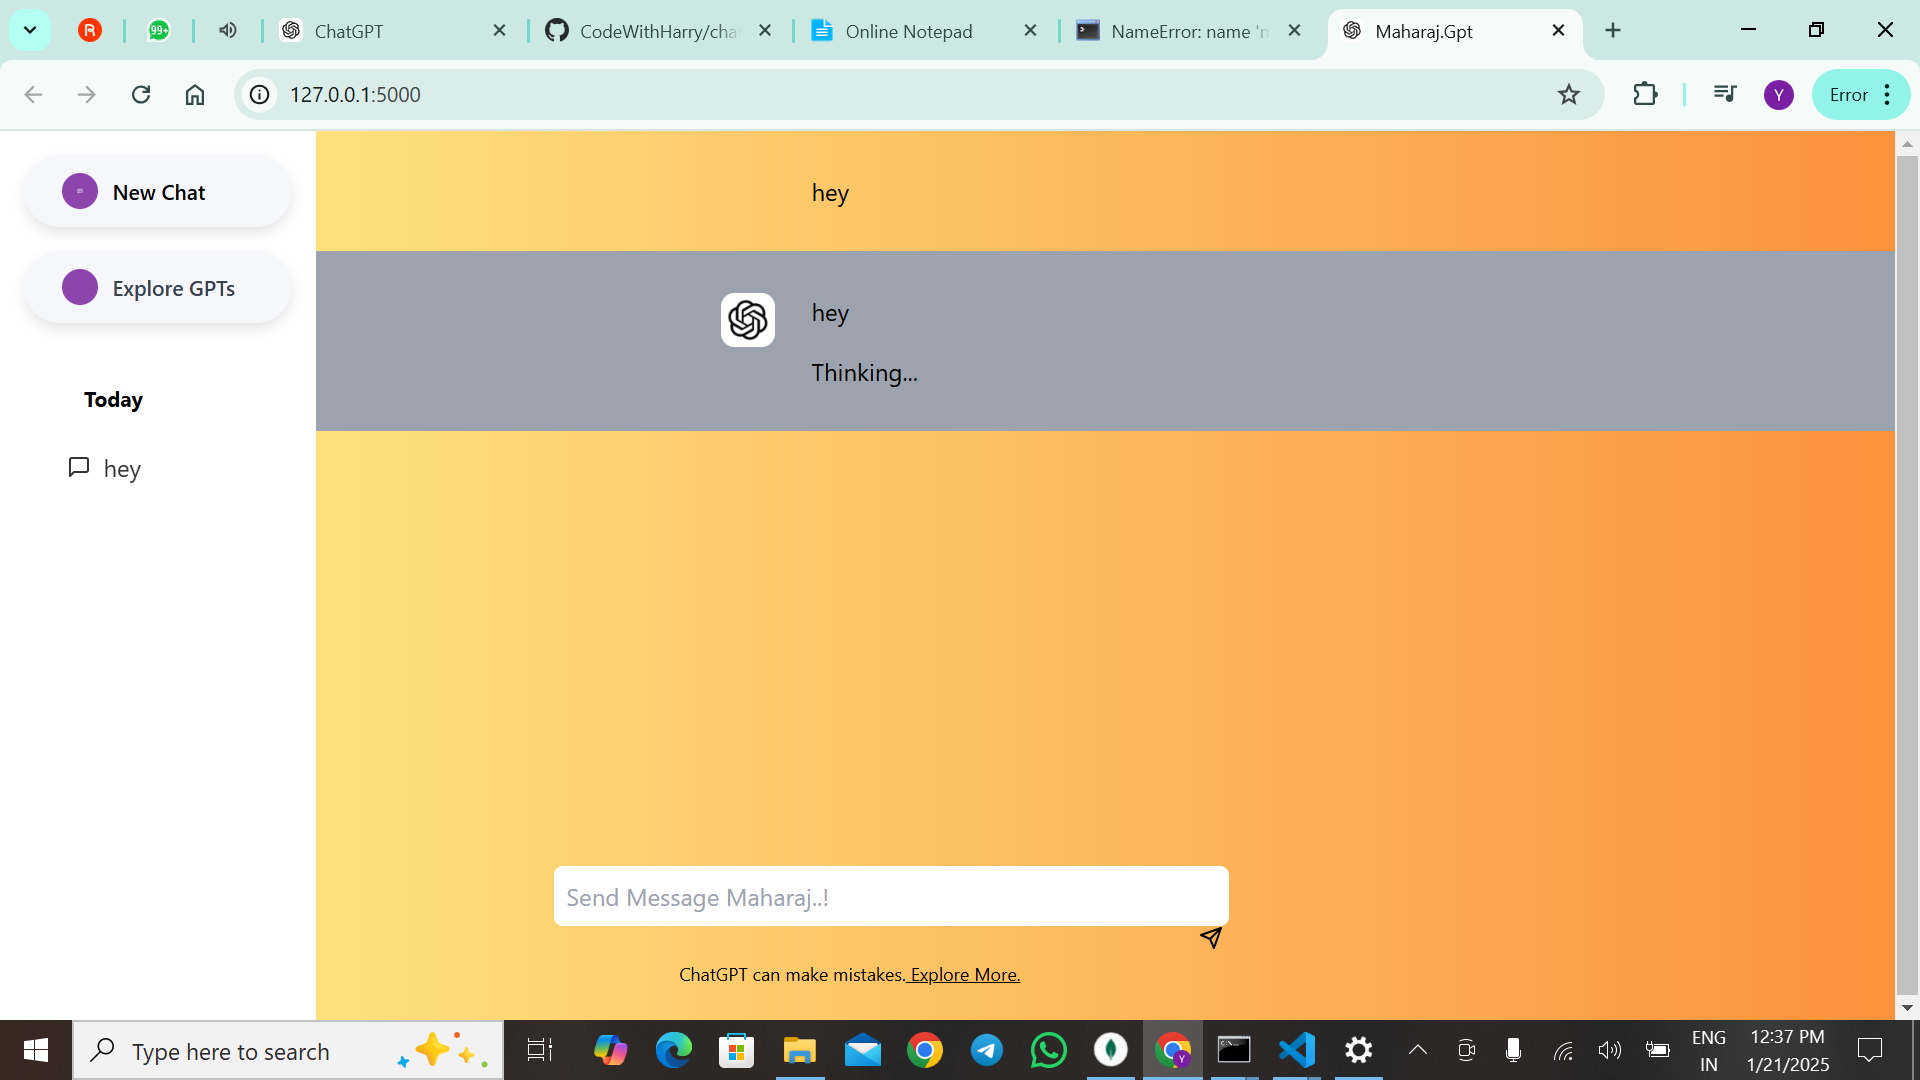 99+
ChatGPT
CodeWithHarry/cha
Online Notepad
NameError: name 'n
Maharaj.Gpt
127.0.0.1:5000
Y
Error
New Chat
Explore GPTs
Today
hey
hey
hey
Thinking...
Send Message Maharaj..!
ChatGPT can make mistakes. Explore More.
Type here to search
Y
ENG
IN
12:37 PM
1/21/2025